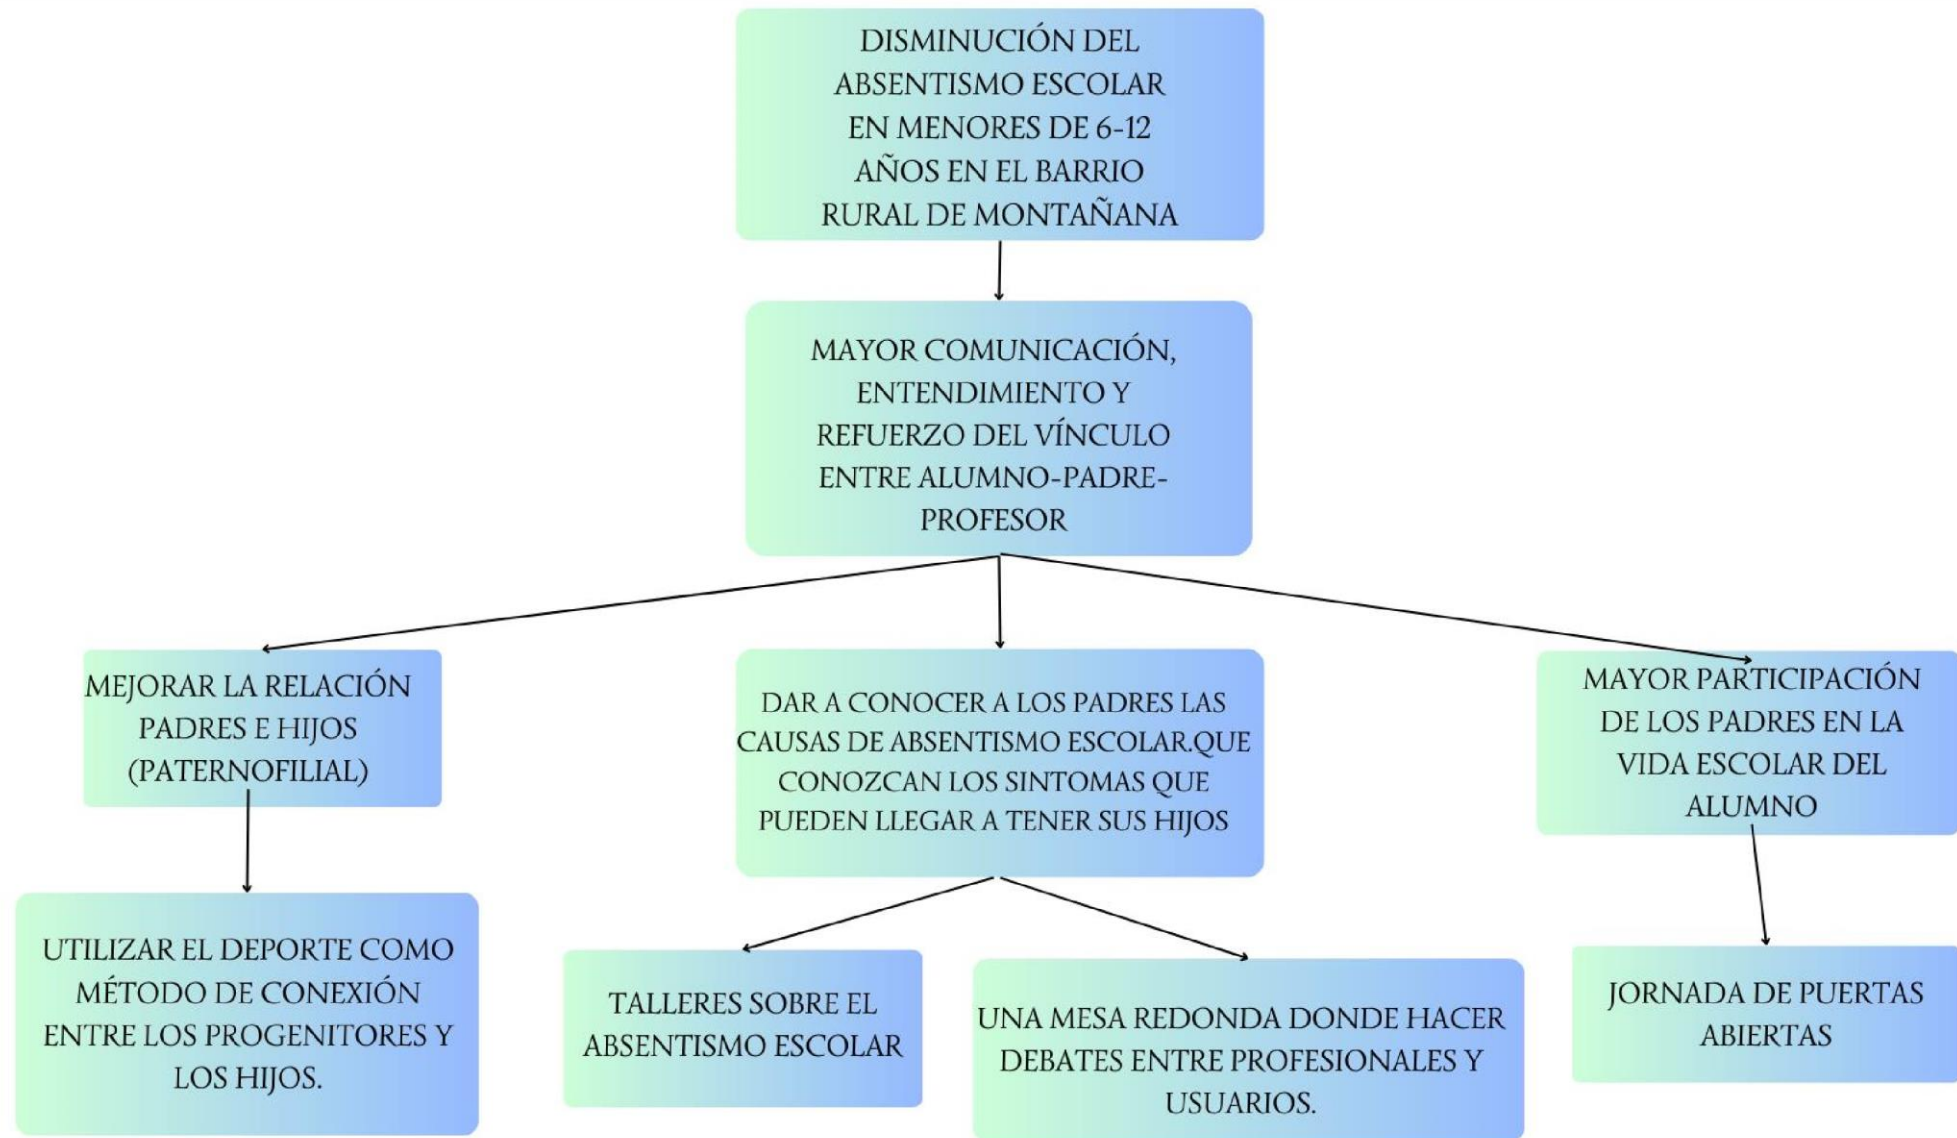 DISMINUCIÓN DEL
ABSENTISMO ESCOLAR
EN MENORES DE 6-12
AÑOS EN EL BARRIO
RURAL DE MONTAÑANA
MAYOR COMUNICACIÓN,
ENTENDIMIENTO Y
REFUERZO DEL VÍNCULO
ENTRE ALUMNO-PADRE-
PROFESOR
MEJORAR LA RELACIÓN
PADRES E HIJOS
(PATERNOFILIAL)
DAR A CONOCER A LOS PADRES LAS
CAUSAS DE ABSENTISMO ESCOLAR.QUE
CONOZCAN LOS SINTOMAS QUE
PUEDEN LLEGAR A TENER SUS HIJOS
MAYOR PARTICIPACIÓN
DE LOS PADRES EN LA
VIDA ESCOLAR DEL
ALUMNO
UTILIZAR EL DEPORTE COMO
MÉTODO DE CONEXIÓN
ENTRE LOS PROGENITORES Y
LOS HIJOS.
TALLERES SOBRE EL
ABSENTISMO ESCOLAR
UNA MESA REDONDA DONDE HACER
DEBATES ENTRE PROFESIONALES Y
USUARIOS.
JORNADA DE PUERTAS
ABIERTAS